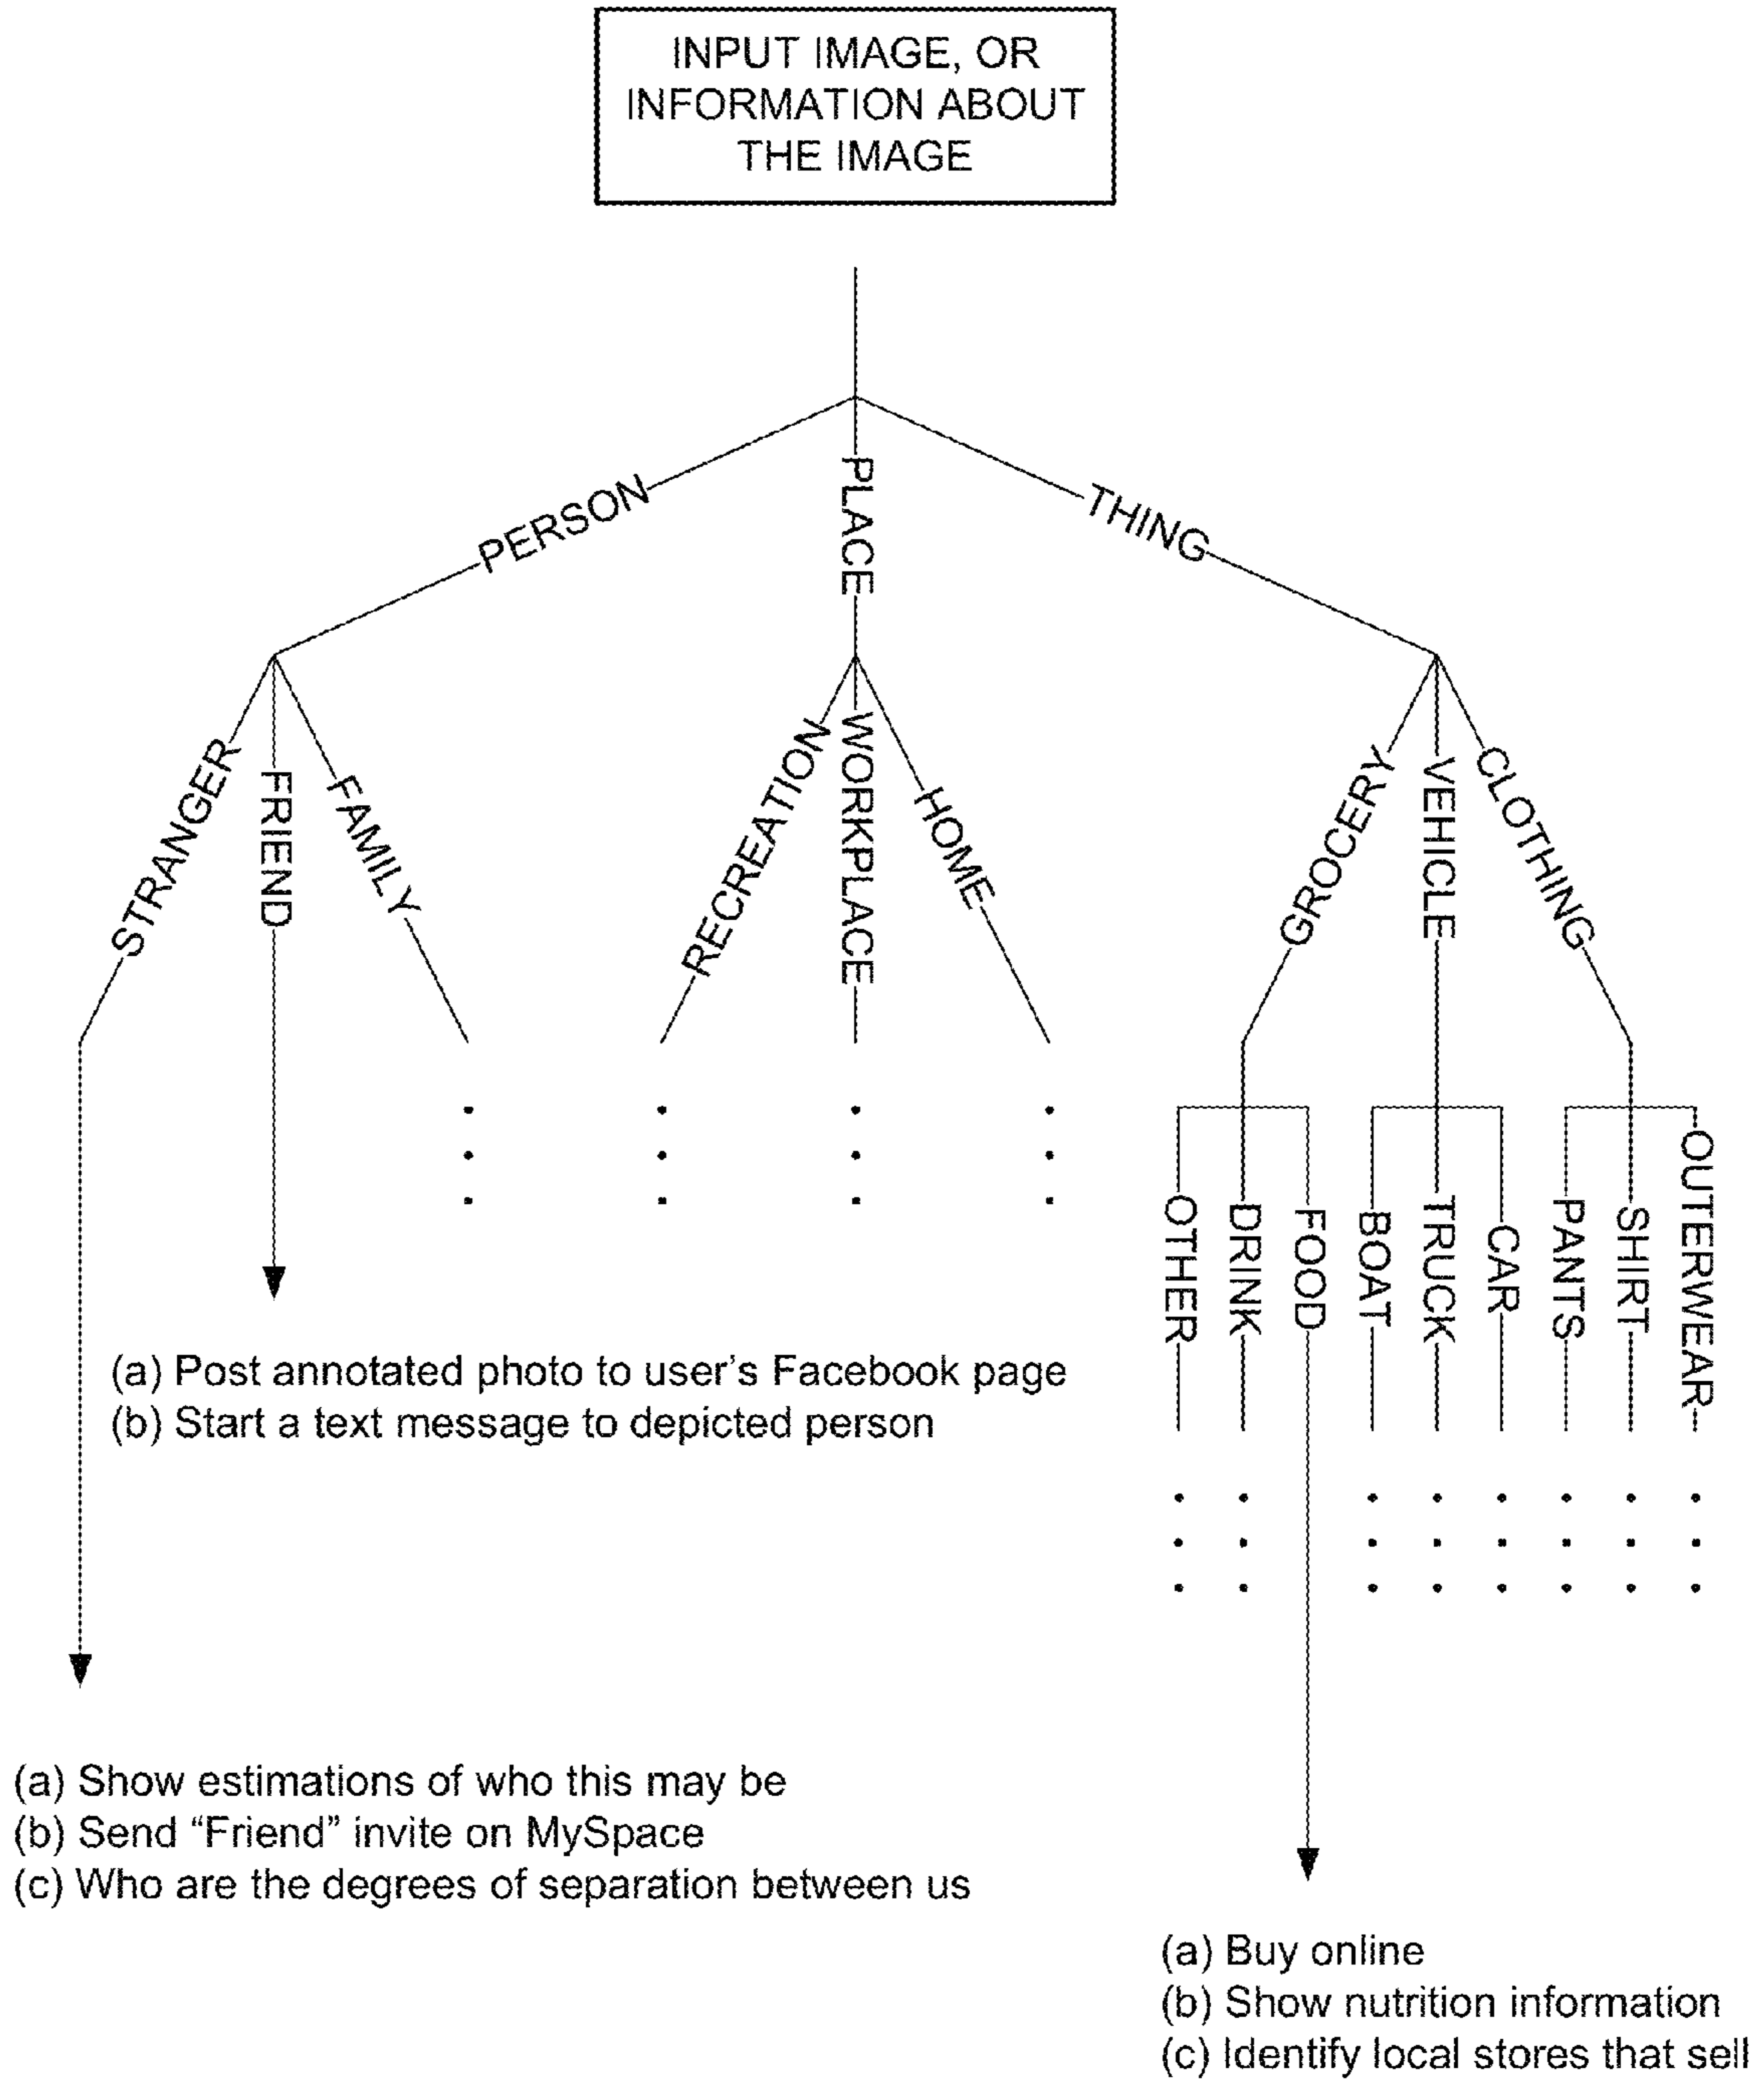 INPUT IMAGE, OR
INFORMATION ABOUT
THE IMAGE
PERSON
PLACE
THING
STRANGER
FRIEND
FAMILY
RECREATION
WORKPLACE
HOME
GROCERY
VEHICLE
CLOTHING
OTHER
DRINK
FOOD
BOAT
TRUCK
CAR
PANTS
SHIRT
OUTERWEAR
(a) Post annotated photo to user’s Facebook page
(b) Start a text message to depicted person
(a) Show estimations of who this may be
(b) Send “Friend” invite on MySpace
(c) Who are the degrees of separation between us
(a) Buy online
(b) Show nutrition information
(c) Identify local stores that sell